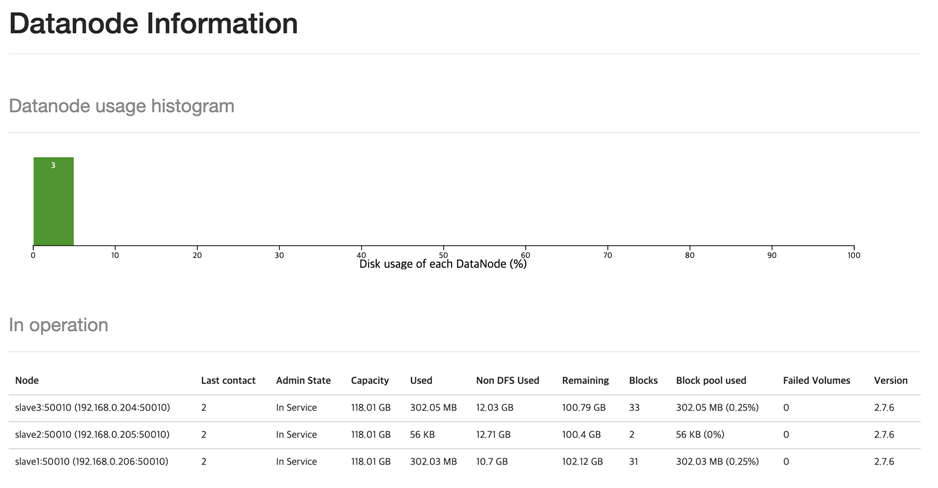 Datanode Information
Datanode usage histogram
3
0 10 20 30 40 50 60 70 80 90 100
Disk usage of each DataNode (%)
In operation
Node Last contact Admin State Capacity Used Non DFS Used Remaining Blocks Block pool used Failed Volumes Version
slave3:50010 (192.168.0.204:50010) 2 In Service 118.01 GB 302.05 MB 12.03 GB 100.79 GB 33 302.05 MB (0.25%) 0 2.7.6
slave2:50010 (192.168.0.205:50010) 2 In Service 118.01 GB 56 KB 12.71 GB 100.4 GB 2 56 KB (0%) 0 2.7.6
slave1:50010 (192.168.0.206:50010) 2 In Service 118.01 GB 302.03 MB 10.7 GB 102.12 GB 31 302.03 MB (0.25%) 0 2.7.6